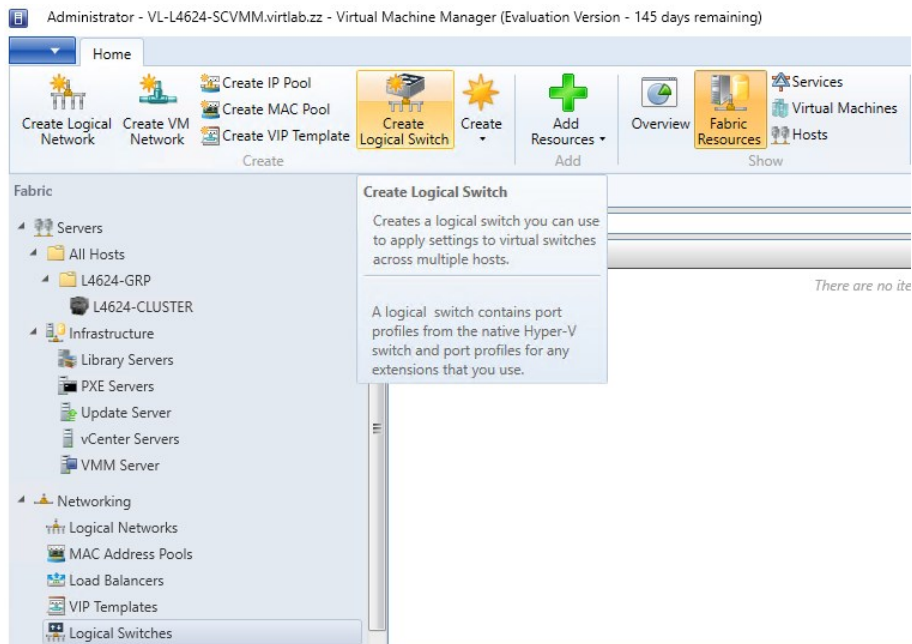 Administrator - VL-L4624-SCVMM.virtlab.zz - Virtual Machine Manager (Evaluation Version - 145 days remaining)
Home
Create Logical Network
Create VM Network
Create IP Pool
Create MAC Pool
Create VIP Template
Create Logical Switch
Create
Create
Add Resources
Add
Overview
Fabric Resources
Services
Virtual Machines
Hosts
Show
Fabric
Servers
All Hosts
L4624-GRP
L4624-CLUSTER
Infrastructure
Library Servers
PXE Servers
Update Server
vCenter Servers
VMM Server
Networking
Logical Networks
MAC Address Pools
Load Balancers
VIP Templates
Logical Switches
Create Logical Switch
Creates a logical switch you can use
to apply settings to virtual switches
across multiple hosts.
A logical switch contains port
profiles from the native Hyper-V
switch and port profiles for any
extensions that you use.
There are no ite